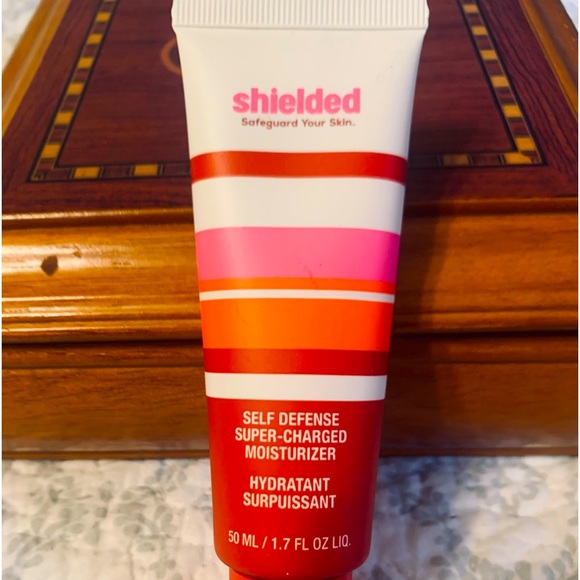 shielded
Safeguard Your Skin.
SELF DEFENSE
SUPER-CHARGED
MOISTURIZER
HYDRATANT
SURPUISSANT
50 ML / 1.7 FL OZ LIQ.